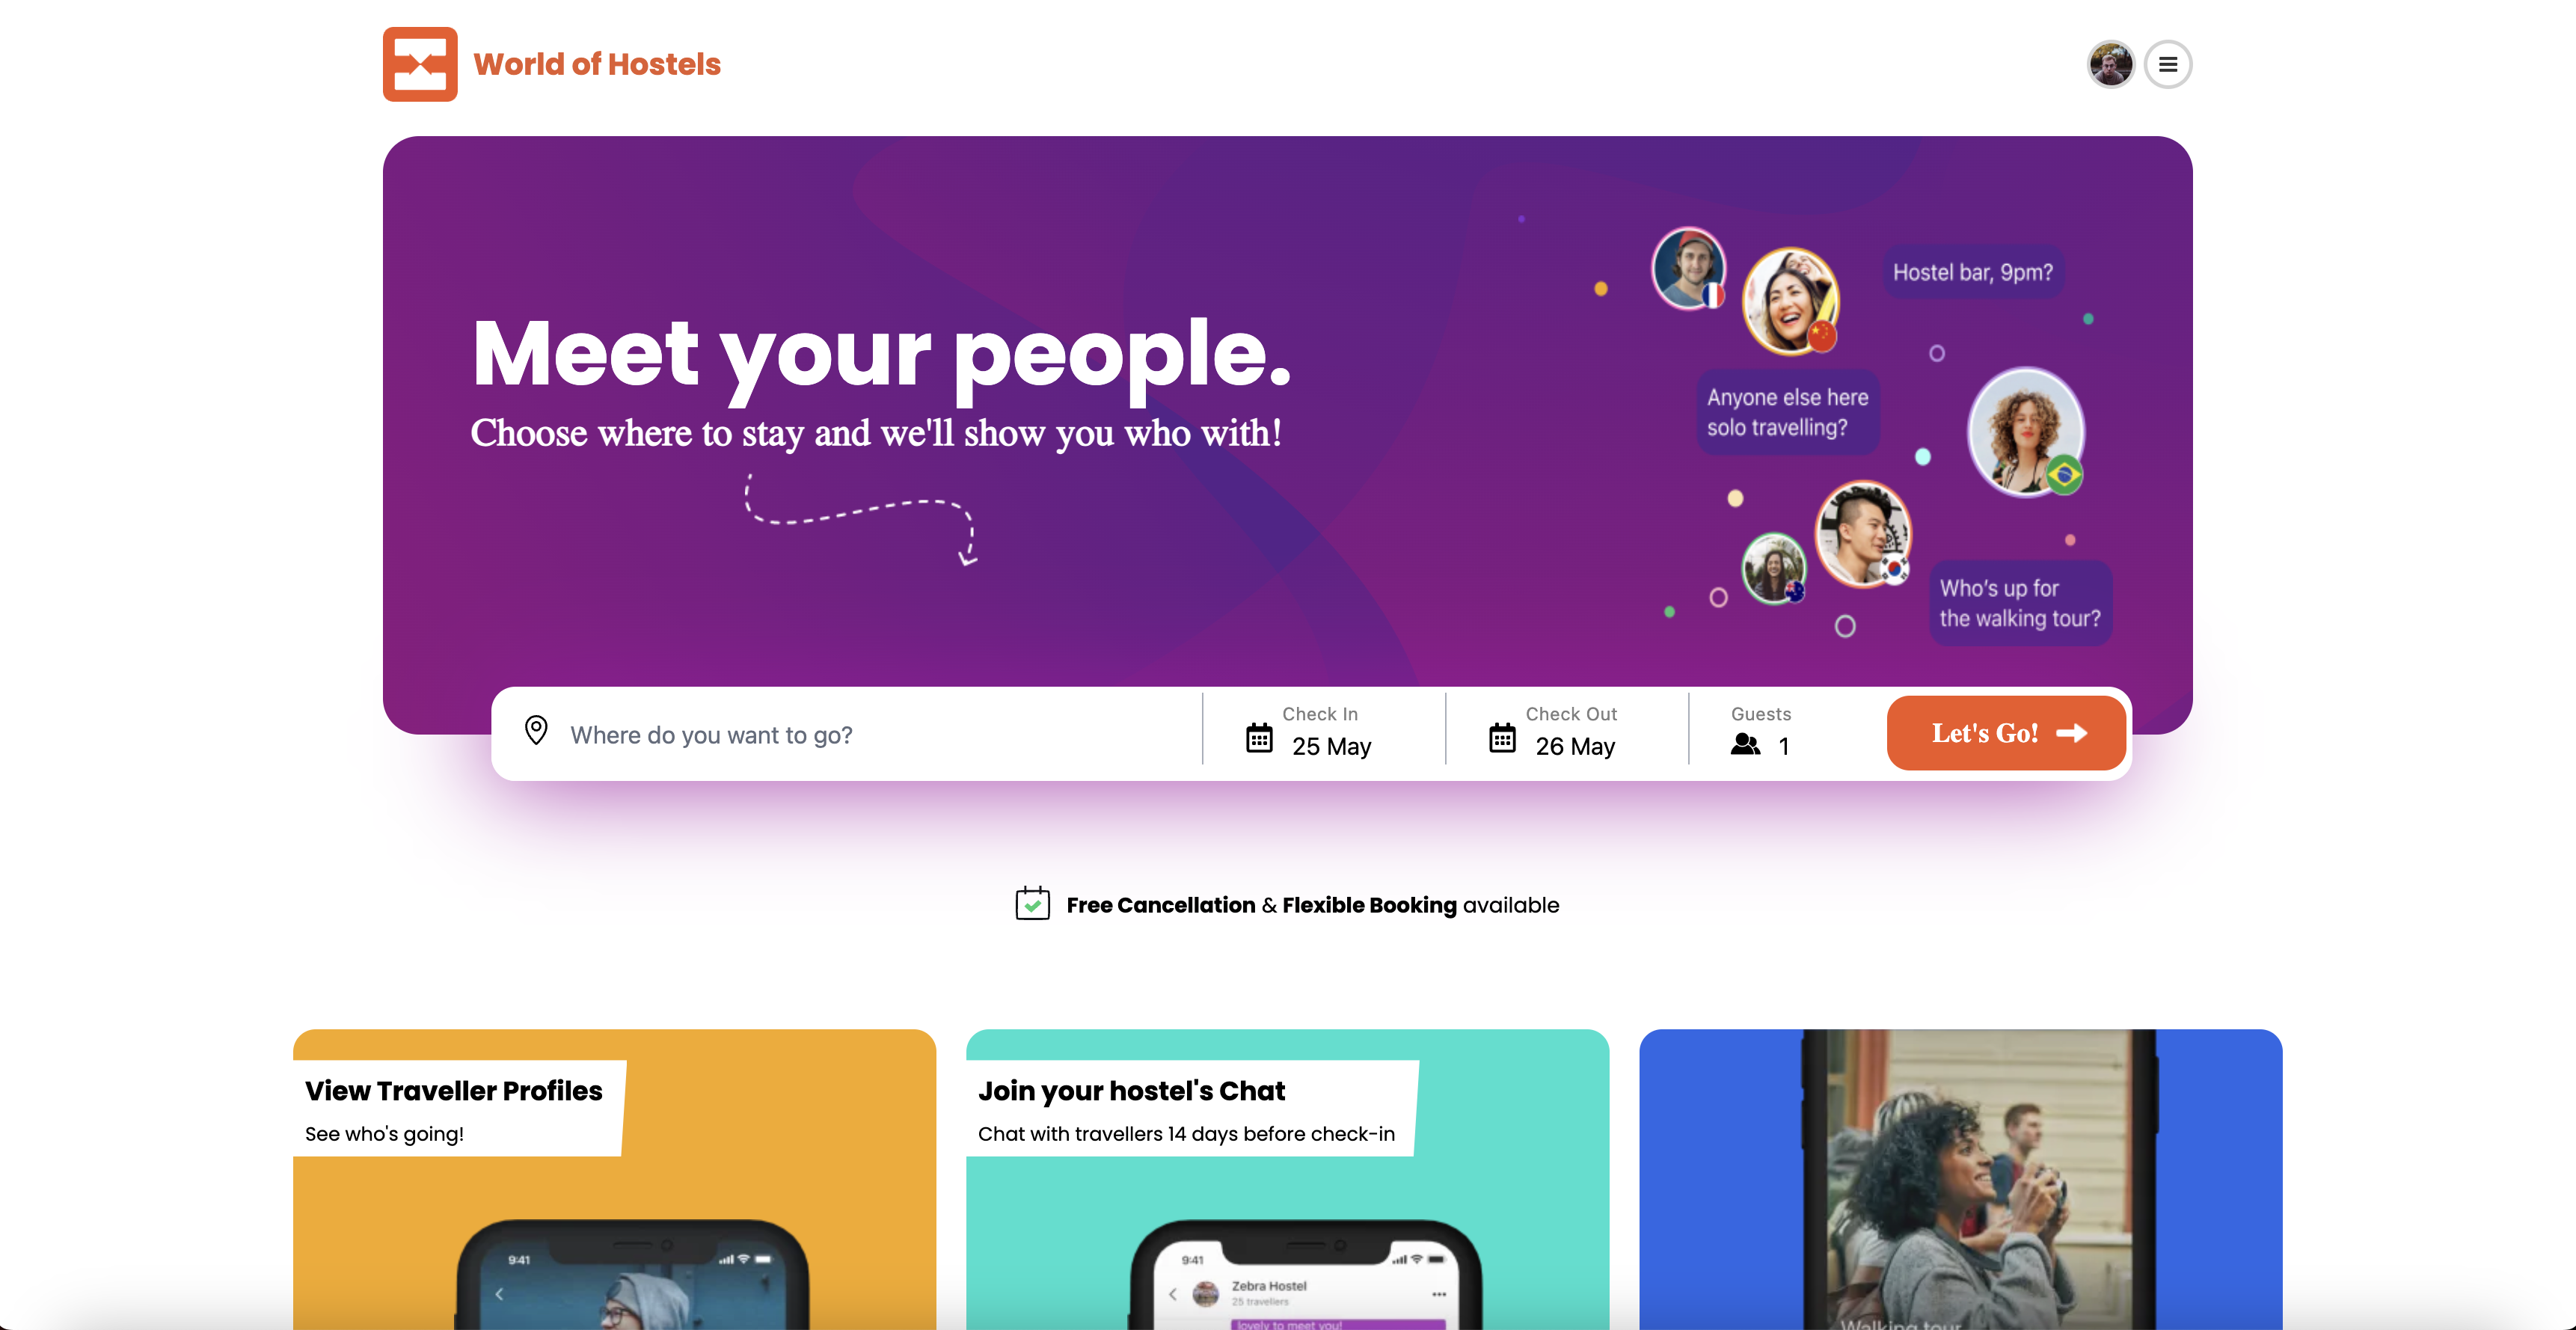 World of Hostels
Meet your people.
Choose where to stay and we'll show you who with!
Hostel bar, 9pm?
Anyone else here
solo travelling?
Who's up for
the walking tour?
Where do you want to go?
Check In
25 May
Check Out
26 May
Guests
1
Let's Go!
Free Cancellation & Flexible Booking available
View Traveller Profiles
See who's going!
Join your hostel's Chat
Chat with travellers 14 days before check-in
9:41
9:41
Zebra Hostel
25 travellers
lovely to meet you!
Walking tour